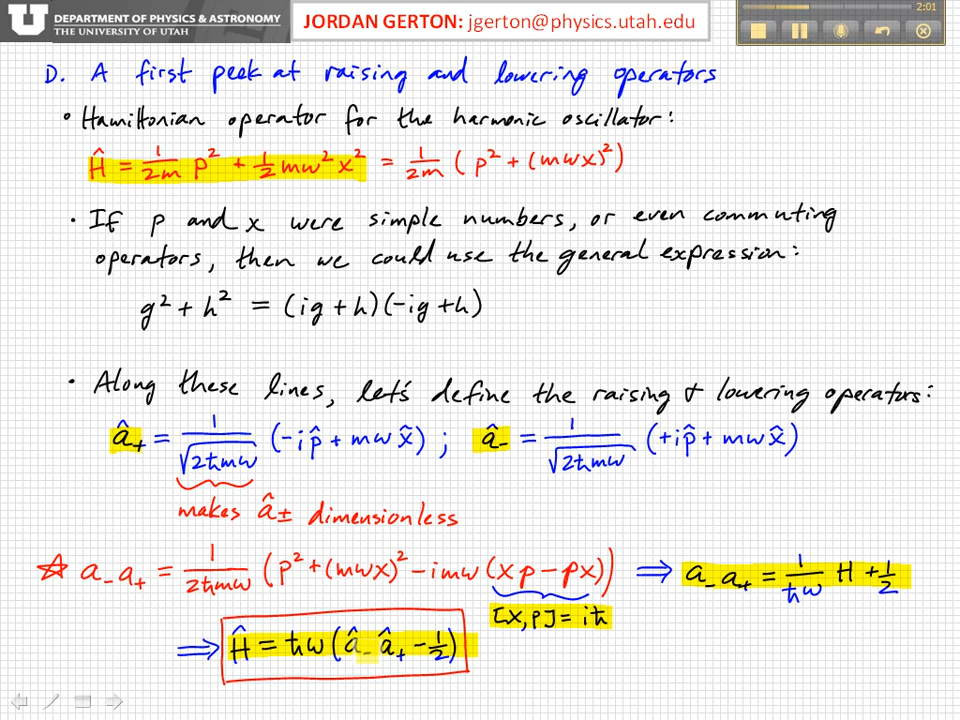 DEPARTMENT OF PHYSICS & ASTRONOMY
THE UNIVERSITY OF UTAH
JORDAN GERTON: jgerton@physics.utah.edu
2:01
D. A first peek at raising and lowering operators
• Hamiltonian operator for the harmonic oscillator:
Ĥ = 1/2m p² + 1/2 mω²x² = 1/2m (p² + (mωx)²)
• If p and x were simple numbers, or even commuting
operators, then we could use the general expression:
g² + h² = (ig + h)(-ig + h)
• Along these lines, let's define the raising & lowering operators:
â₊ = 1/√2ħmω (-ip̂ + mωx̂) ; â₋ = 1/√2ħmω (+ip̂ + mωx̂)
makes â± dimensionless
☆ a₋a₊ = 1/2ħmω (p² + (mωx)² - imω(xp - px)) ⟹ a₋a₊ = 1/ħω H + 1/2
[x,p] = iħ
⟹ Ĥ = ħω(â₋â₊ - 1/2)